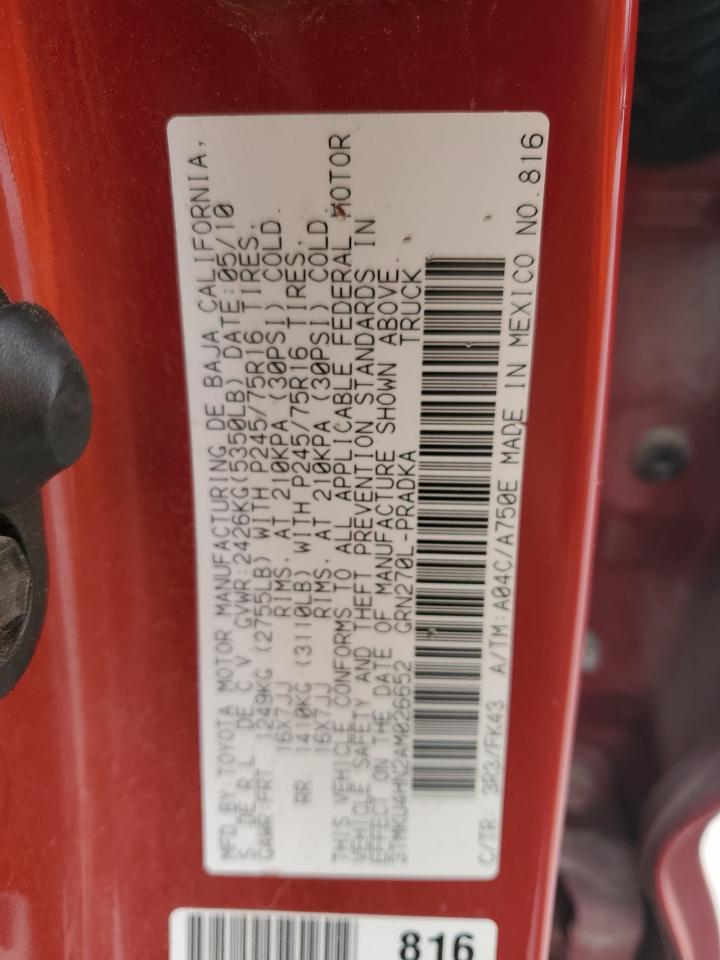 MFD BY: TOYOTA MOTOR MANUFACTURING DE BAJA CALIFORNIA,
S. DE R.L. DE C.V. GVWR:2426KG(5350LB) DATE:05/10
GAWR:FRT. 1249KG (2755LB) WITH P245/75R16 TIRES,
16X7JJ RIMS, AT 210KPA (30PSI) COLD.
RR. 1410KG (3110LB) WITH P245/75R16 TIRES,
16X7JJ RIMS, AT 210KPA (30PSI) COLD
THIS VEHICLE CONFORMS TO ALL APPLICABLE FEDERAL MOTOR
VEHICLE SAFETY AND THEFT PREVENTION STANDARDS IN
EFFECT ON THE DATE OF MANUFACTURE SHOWN ABOVE.
3TMKU4HN2AM026652 GRN270L-PRADKA TRUCK
C/TR: 3R3/FK43 A/TM:A04C/A750E MADE IN MEXICO NO.816
816